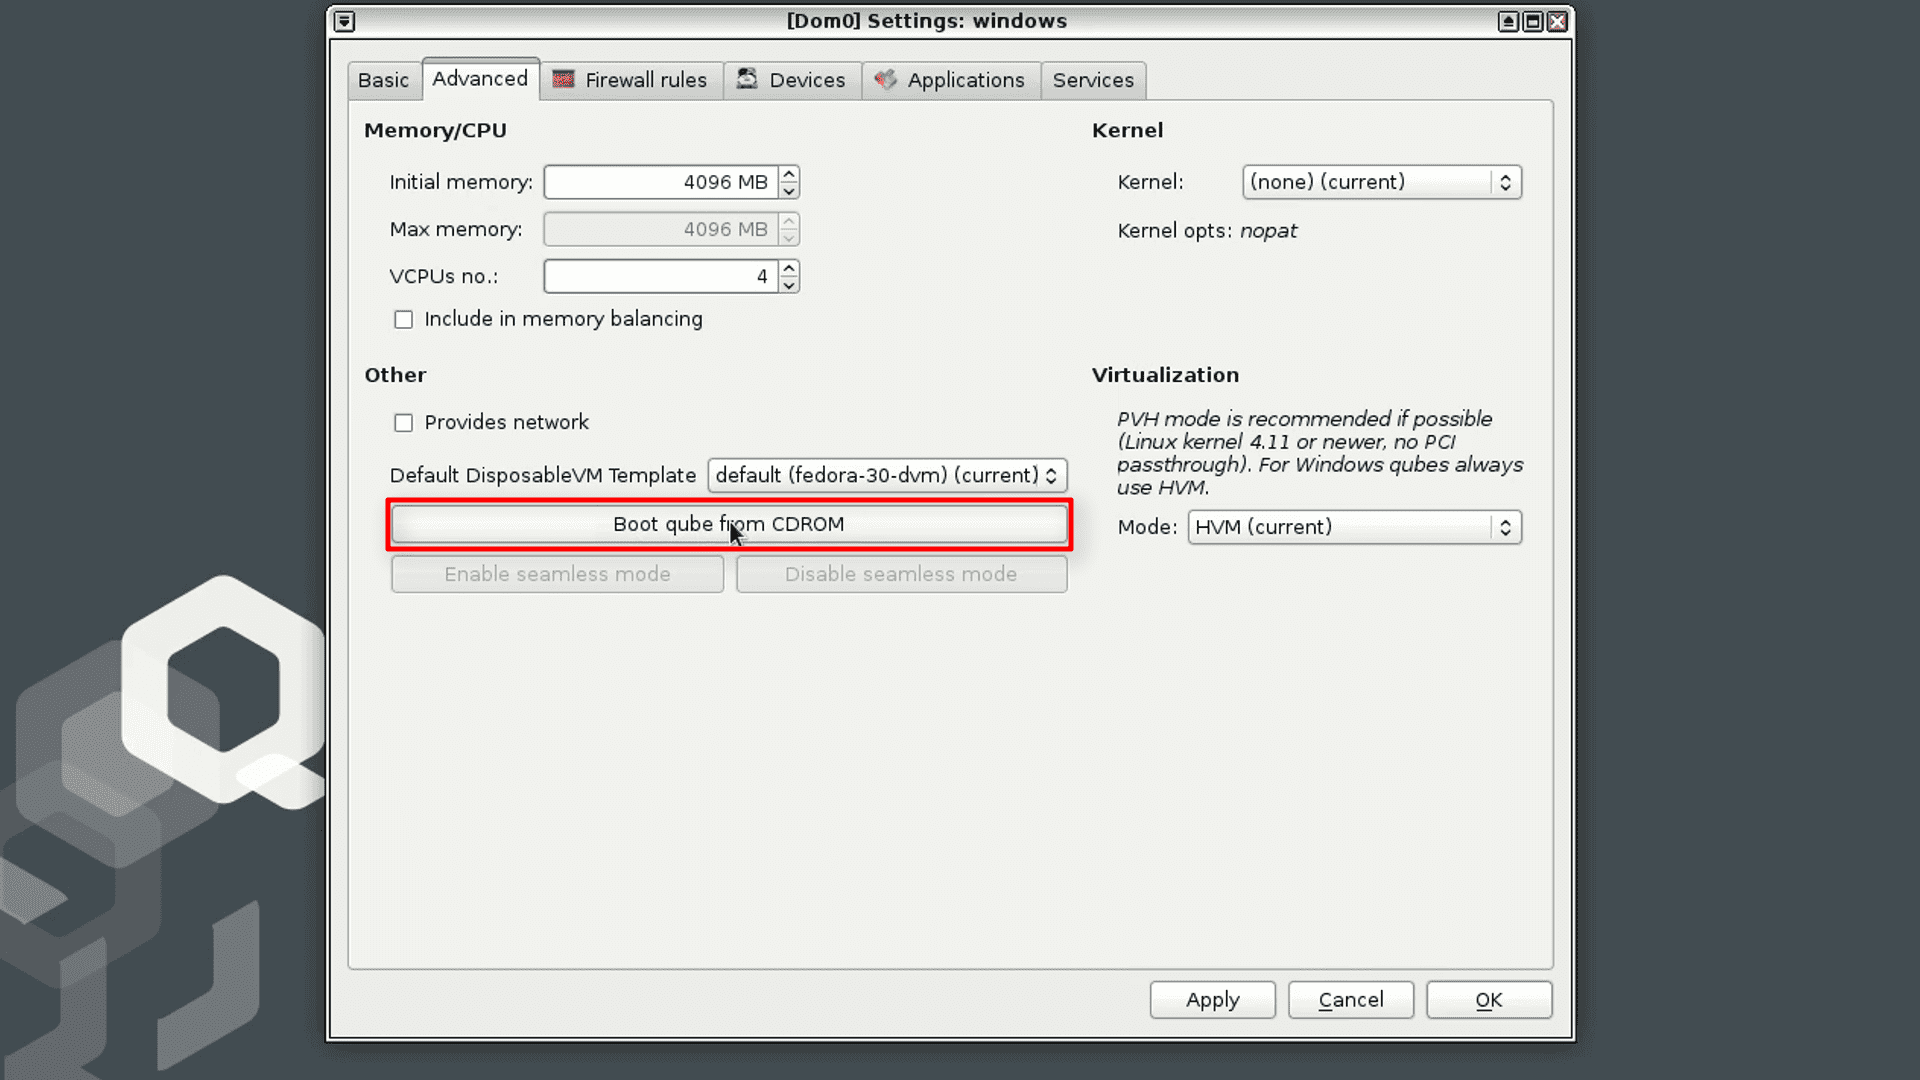 [Dom0] Settings: windows
Basic Advanced Firewall rules Devices Applications Services
Memory/CPU
Initial memory: 4096 MB
Max memory: 4096 MB
VCPUs no.: 4
Include in memory balancing
Kernel
Kernel: (none) (current)
Kernel opts: nopat
Other
Provides network
Default DisposableVM Template default (fedora-30-dvm) (current)
Boot qube from CDROM
Enable seamless mode Disable seamless mode
Virtualization
PVH mode is recommended if possible
(Linux kernel 4.11 or newer, no PCI
passthrough). For Windows qubes always
use HVM.
Mode: HVM (current)
Apply Cancel OK